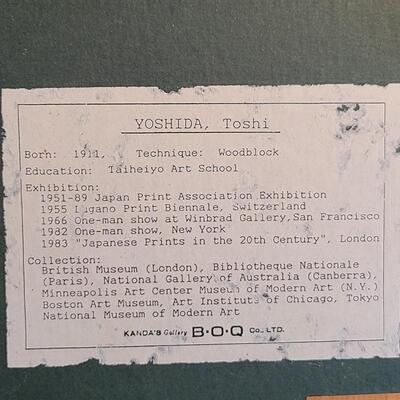 YOSHIDA, Toshi
Born: 1911, Technique: Woodblock
Education: Taiheiyo Art School
Exhibition:
1951-89 Japan Print Association Exhibition
1955 Lugano Print Biennale, Switzerland
1966 One-man show at Winbrad Gallery,San Francisco
1982 One-man show, New York
1983 "Japanese Prints in the 20th Century", London
Collection:
British Museum (London), Bibliotheque Nationale
(Paris), National Gallery of Australia (Canberra),
Minneapolis Art Center Museum of Modern Art (N.Y.)
Boston Art Museum, Art Institute of Chicago, Tokyo
National Museum of Modern Art
KANDA'S Gallery B·O·Q Co., LTD.